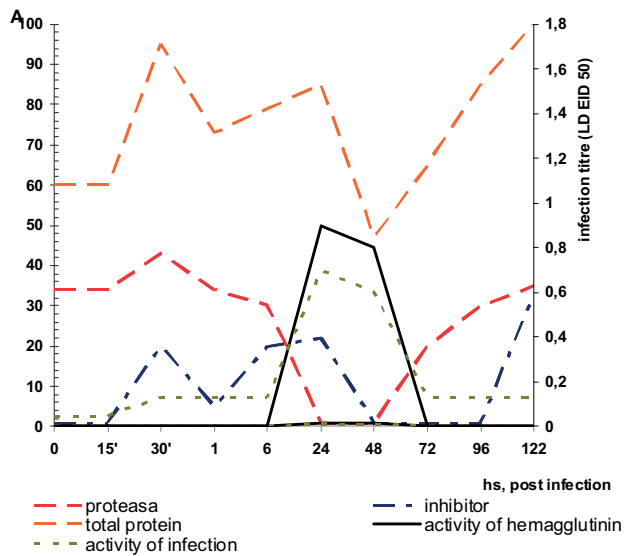 A
100
90
80
70
60
50
40
30
20
10
0
1,8
1,6
1,4
1,2
1
0,8
0,6
0,4
0,2
0
infection titre (LD EID 50)
0 15' 30' 1 6 24 48 72 96 122
hs, post infection
proteasa
inhibitor
total protein
activity of hemagglutinin
activity of infection